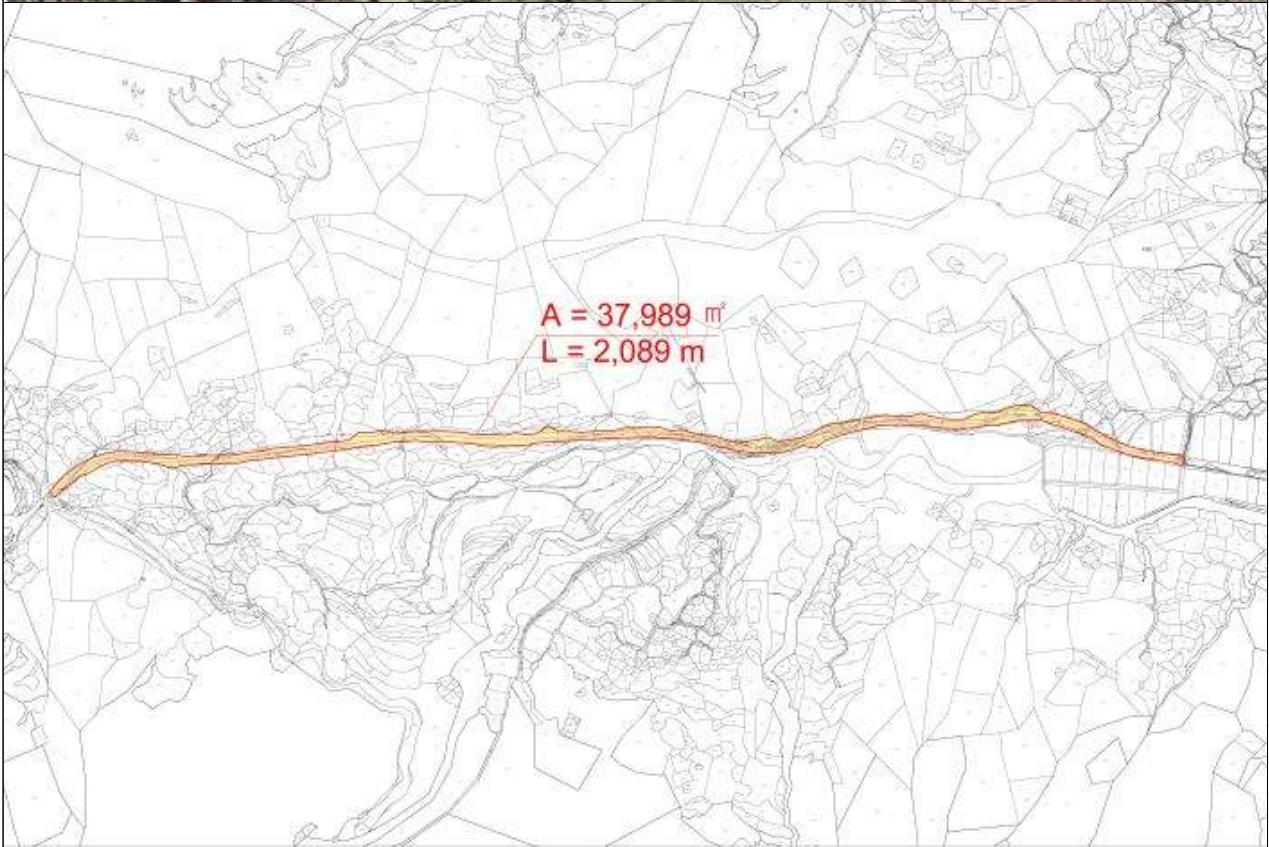 A = 37,989 ㎡
L = 2,089 m